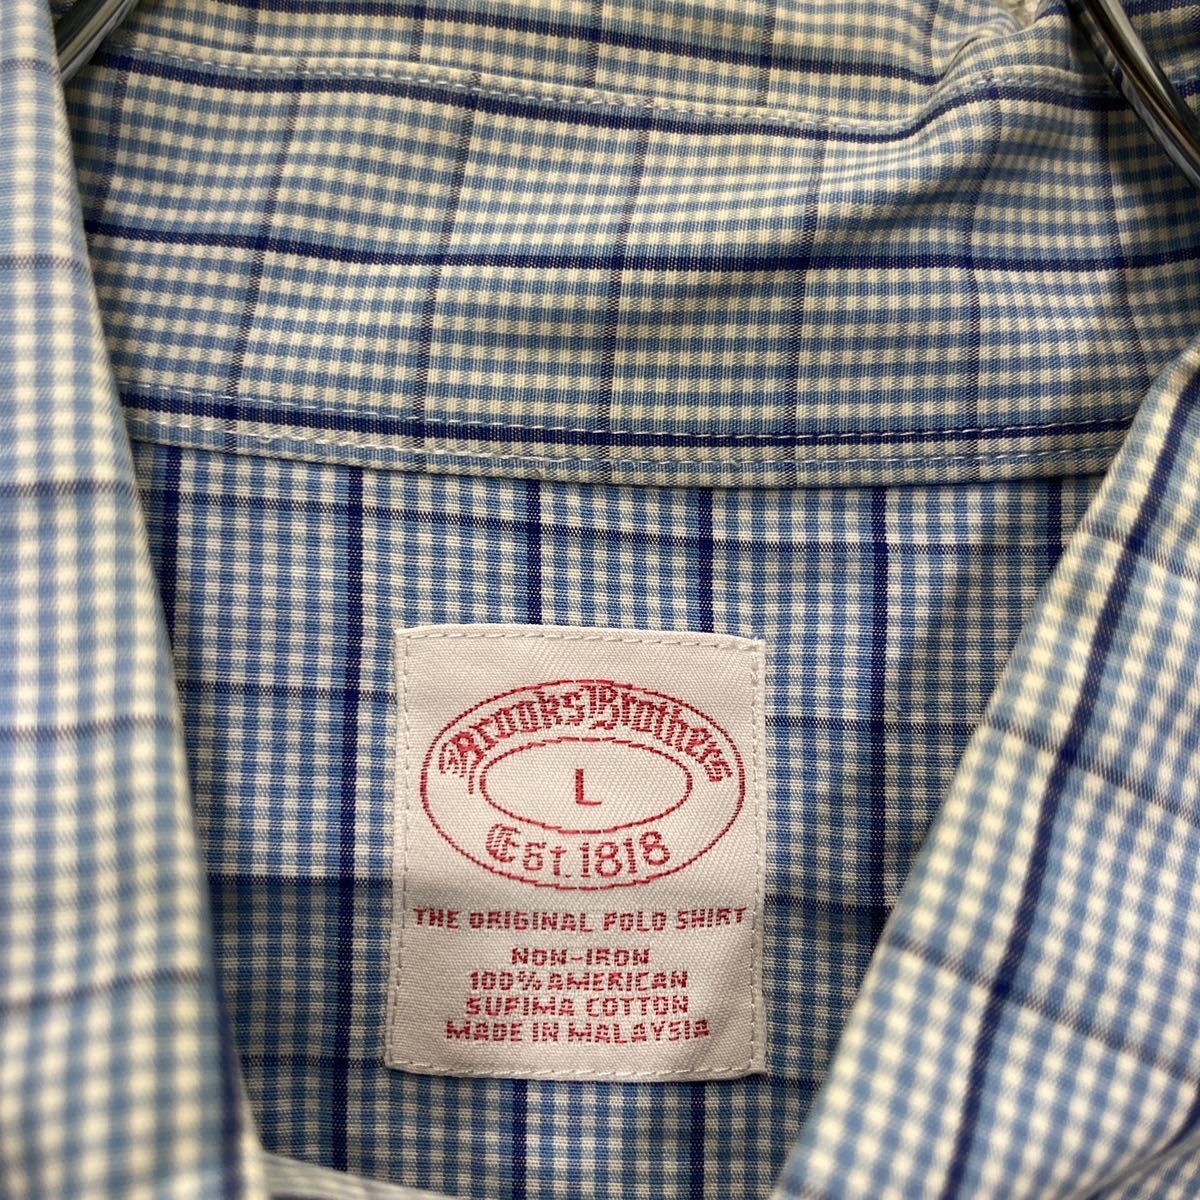 Brooks Brothers
L
Est. 1818
THE ORIGINAL POLO SHIRT
NON-IRON
100% AMERICAN
SUPIMA COTTON
MADE IN MALAYSIA